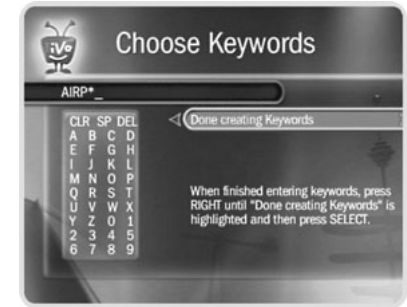 TiVo
Choose Keywords
AIRP*_
CLR SP DEL
Done creating Keywords
A B C D
E F G H
I J K L
M N O P
Q R S T
U V W X
Y Z 0 1
2 3 4 5
6 7 8 9
When finished entering keywords, press
RIGHT until "Done creating Keywords" is
highlighted and then press SELECT.